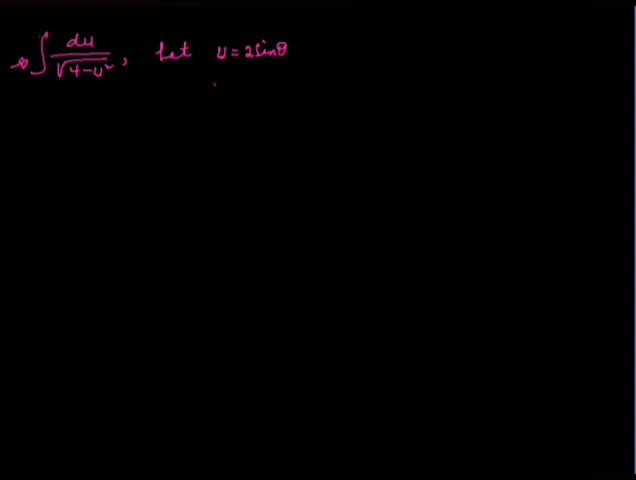 ⇒ ∫ du/√(4-u²), Let u = 2sinθ